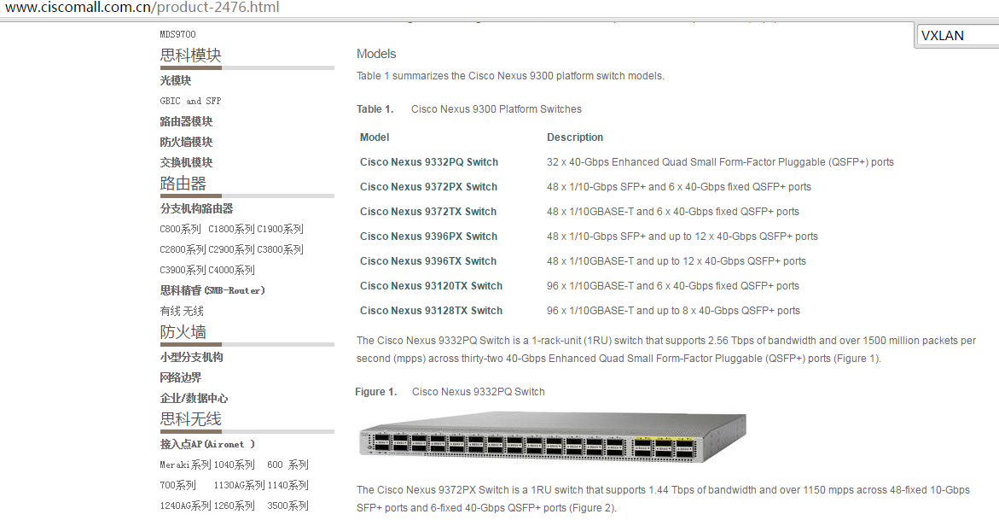 www.ciscomall.com.cn/product-2476.html
VXLAN
MDS9700
思科模块
光模块
GBIC and SFP
路由器模块
防火墙模块
交换机模块
路由器
分支机构路由器
C800系列 C1800系列 C1900系列
C2800系列 C2900系列 C3800系列
C3900系列 C4000系列
思科精睿(SMB-Router)
有线 无线
防火墙
小型分支机构
网络边界
企业/数据中心
思科无线
接入点AP(Aironet )
Meraki系列 1040系列 600 系列
700系列 1130AG系列 1140系列
1240AG系列 1260系列 3500系列
Models
Table 1 summarizes the Cisco Nexus 9300 platform switch models.
Table 1. Cisco Nexus 9300 Platform Switches
Model Description
Cisco Nexus 9332PQ Switch 32 x 40-Gbps Enhanced Quad Small Form-Factor Pluggable (QSFP+) ports
Cisco Nexus 9372PX Switch 48 x 1/10-Gbps SFP+ and 6 x 40-Gbps fixed QSFP+ ports
Cisco Nexus 9372TX Switch 48 x 1/10GBASE-T and 6 x 40-Gbps fixed QSFP+ ports
Cisco Nexus 9396PX Switch 48 x 1/10-Gbps SFP+ and up to 12 x 40-Gbps QSFP+ ports
Cisco Nexus 9396TX Switch 48 x 1/10GBASE-T and up to 12 x 40-Gbps QSFP+ ports
Cisco Nexus 93120TX Switch 96 x 1/10GBASE-T and 6 x 40-Gbps fixed QSFP+ ports
Cisco Nexus 93128TX Switch 96 x 1/10GBASE-T and up to 8 x 40-Gbps QSFP+ ports
The Cisco Nexus 9332PQ Switch is a 1-rack-unit (1RU) switch that supports 2.56 Tbps of bandwidth and over 1500 million packets per
second (mpps) across thirty-two 40-Gbps Enhanced Quad Small Form-Factor Pluggable (QSFP+) ports (Figure 1).
Figure 1. Cisco Nexus 9332PQ Switch
The Cisco Nexus 9372PX Switch is a 1RU switch that supports 1.44 Tbps of bandwidth and over 1150 mpps across 48-fixed 10-Gbps
SFP+ ports and 6-fixed 40-Gbps QSFP+ ports (Figure 2).